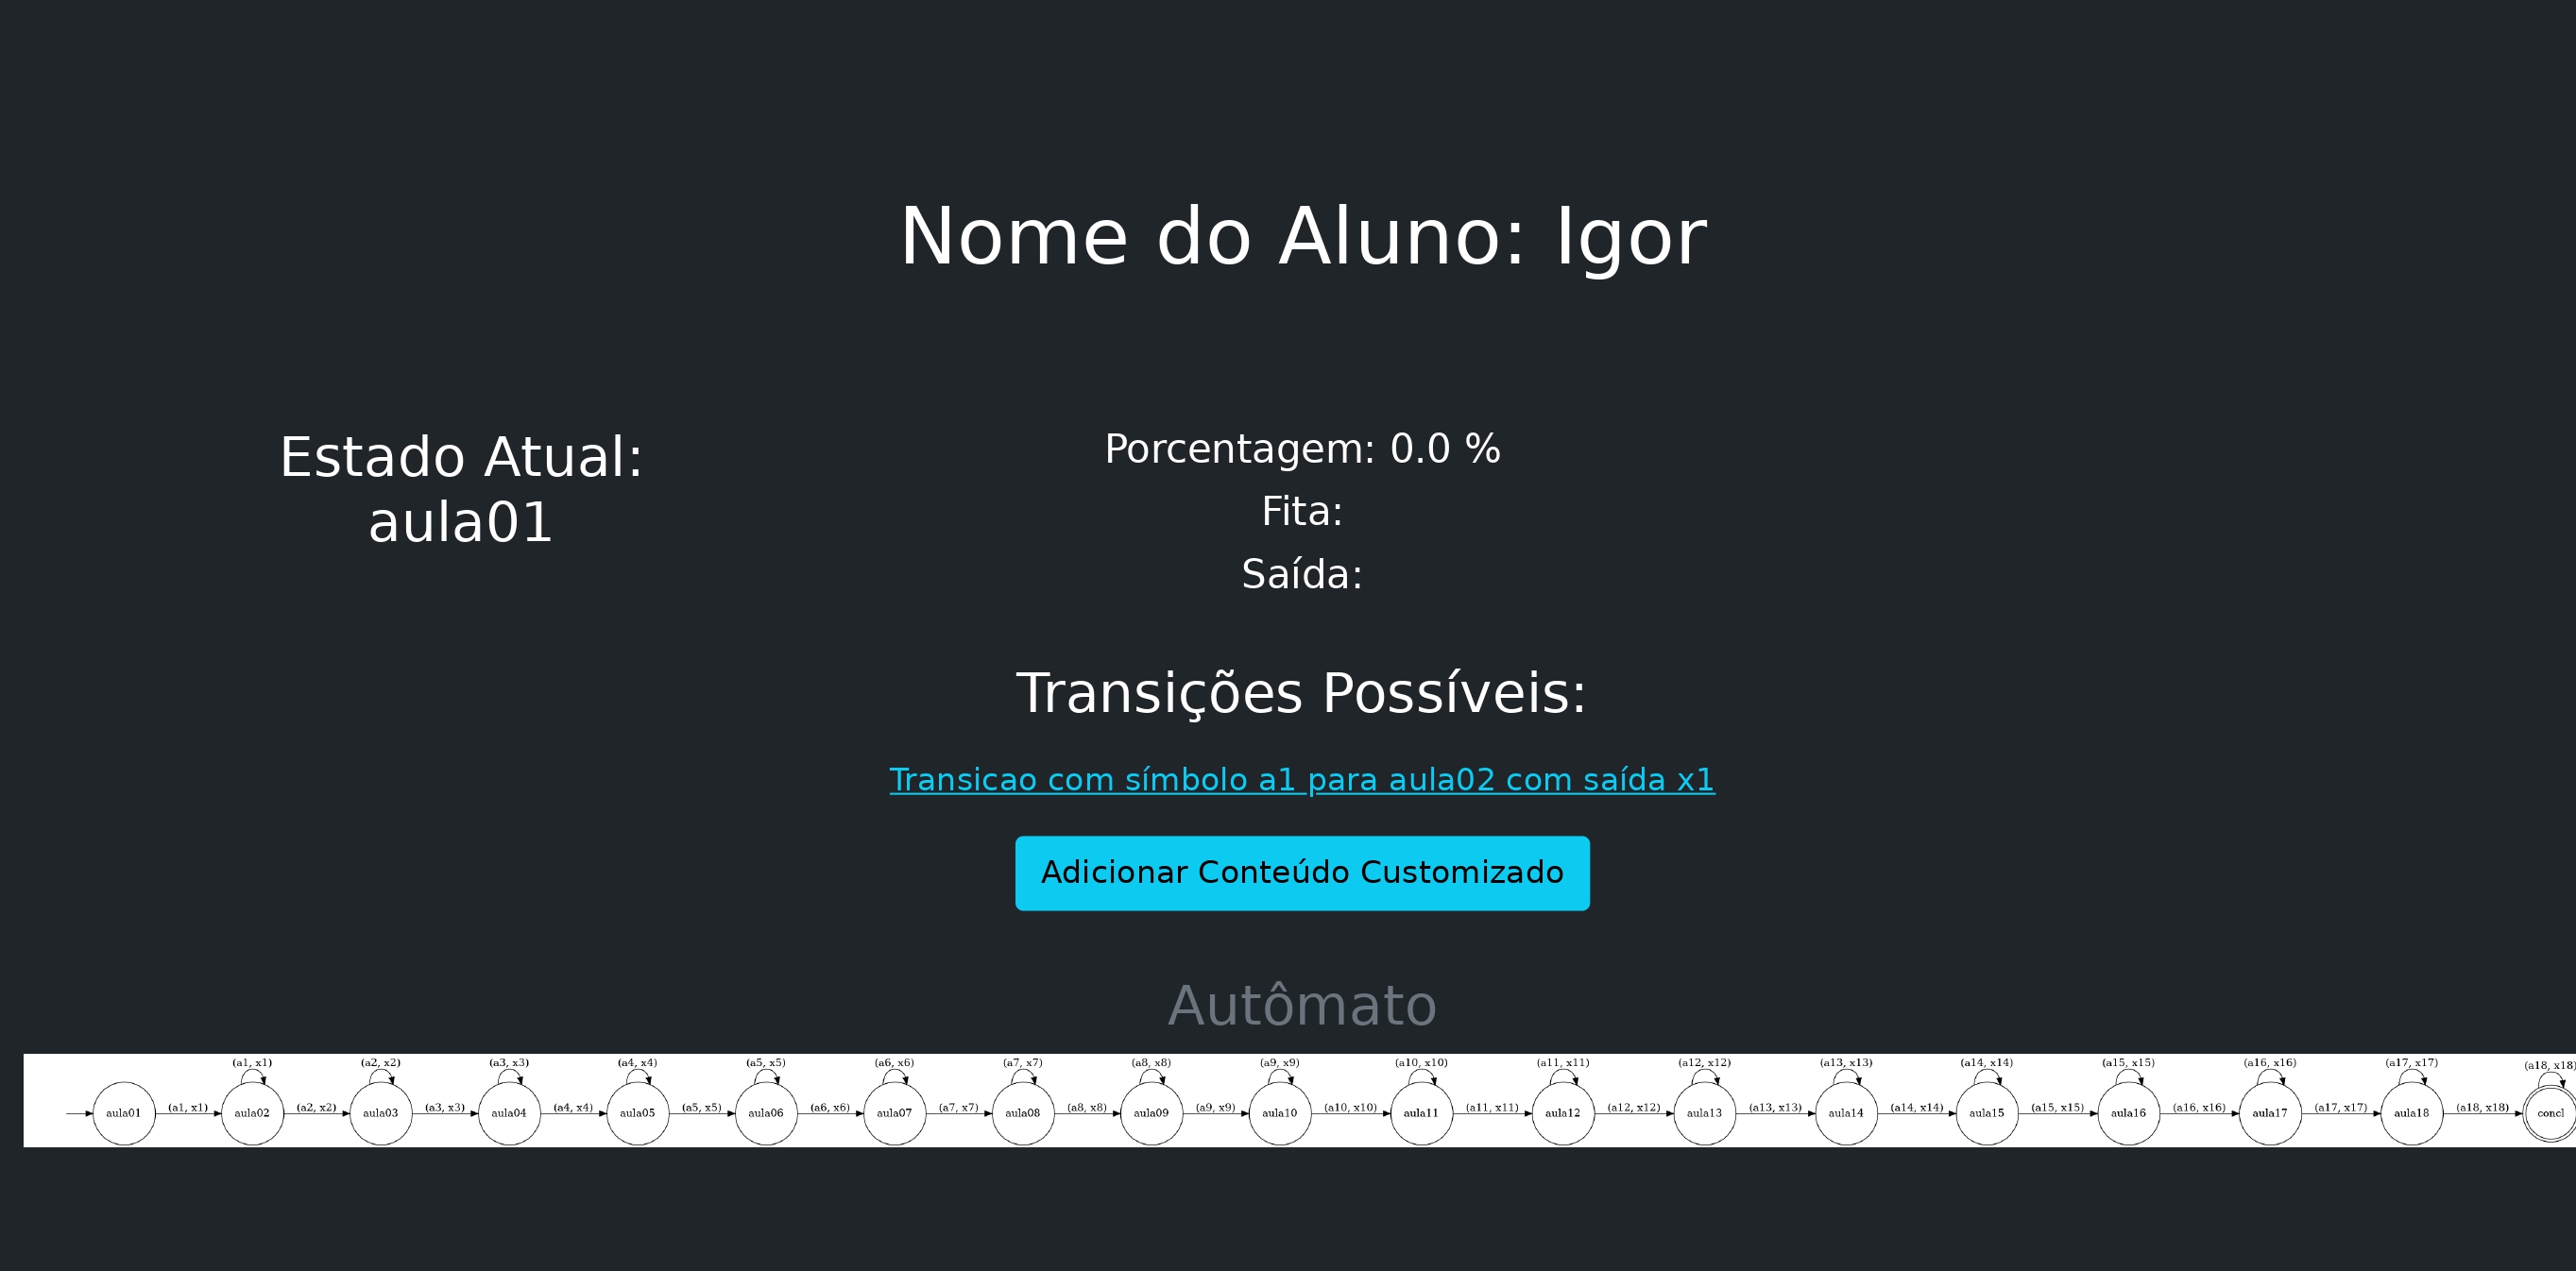 Nome do Aluno: Igor
Estado Atual:
aula01
Porcentagem: 0.0 %
Fita:
Saída:
Transições Possíveis:
Transicao com símbolo a1 para aula02 com saída x1
Adicionar Conteúdo Customizado
Autômato
(a1, x1) (a2, x2) (a3, x3) (a4, x4) (a5, x5) (a6, x6) (a7, x7) (a8, x8) (a9, x9) (a10, x10) (a11, x11) (a12, x12) (a13, x13) (a14, x14) (a15, x15) (a16, x16) (a17, x17) (a18, x18)
aula01 (a1, x1) aula02 (a2, x2) aula03 (a3, x3) aula04 (a4, x4) aula05 (a5, x5) aula06 (a6, x6) aula07 (a7, x7) aula08 (a8, x8) aula09 (a9, x9) aula10 (a10, x10) aula11 (a11, x11) aula12 (a12, x12) aula13 (a13, x13) aula14 (a14, x14) aula15 (a15, x15) aula16 (a16, x16) aula17 (a17, x17) aula18 (a18, x18) concl